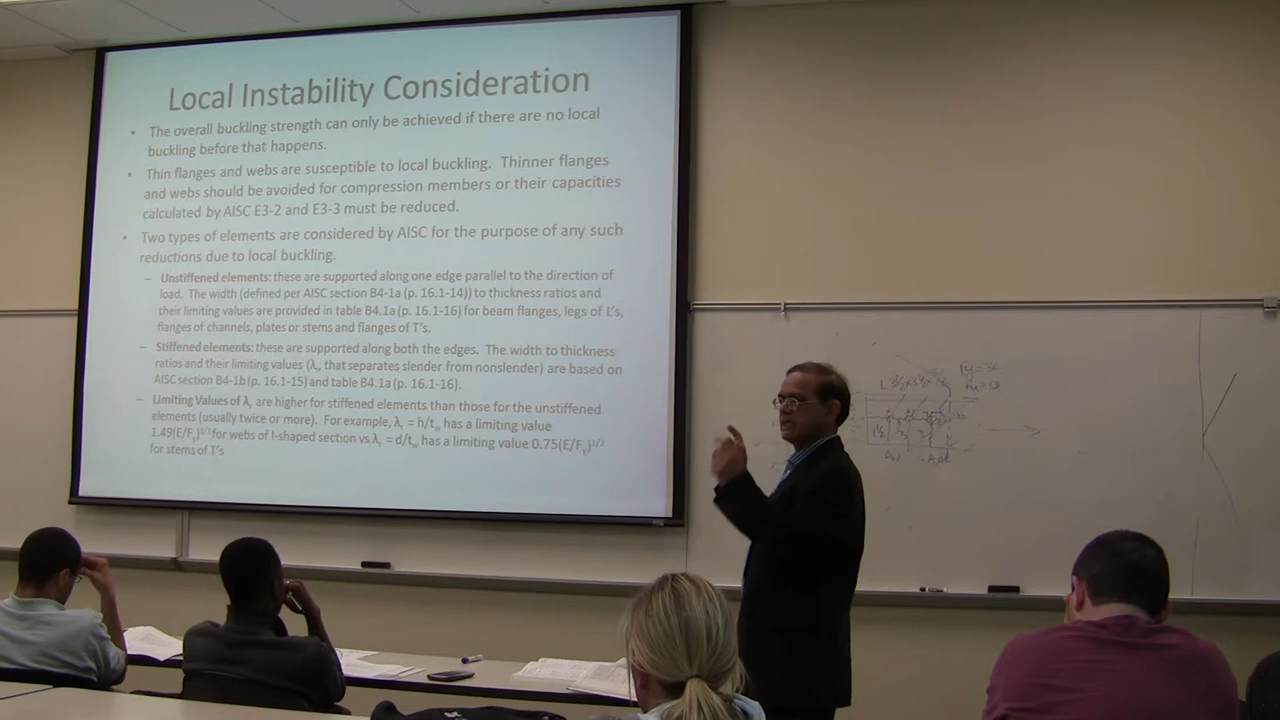 Local Instability Consideration
• The overall buckling strength can only be achieved if there are no local
buckling before that happens.
• Thin flanges and webs are susceptible to local buckling. Thinner flanges
and webs should be avoided for compression members or their capacities
calculated by AISC E3-2 and E3-3 must be reduced.
• Two types of elements are considered by AISC for the purpose of any such
reductions due to local buckling.
– Unstiffened elements: these are supported along one edge parallel to the direction of
load. The width (defined per AISC section B4-1a (p. 16.1-14)) to thickness ratios and
their limiting values are provided in table B4.1a (p. 16.1-16) for beam flanges, legs of L's,
flanges of channels, plates or stems and flanges of T's.
– Stiffened elements: these are supported along both the edges. The width to thickness
ratios and their limiting values (λr, that separates slender from nonslender) are based on
AISC section B4-1b (p. 16.1-15) and table B4.1a (p. 16.1-16).
– Limiting Values of λr are higher for stiffened elements than those for the unstiffened
elements (usually twice or more). For example, λr = h/tw has a limiting value
1.49(E/Fy)1/2 for webs of I-shaped section vs λr = d/tw has a limiting value 0.75(E/Fy)1/2
for stems of T's
Fy=36
1½ 3 3